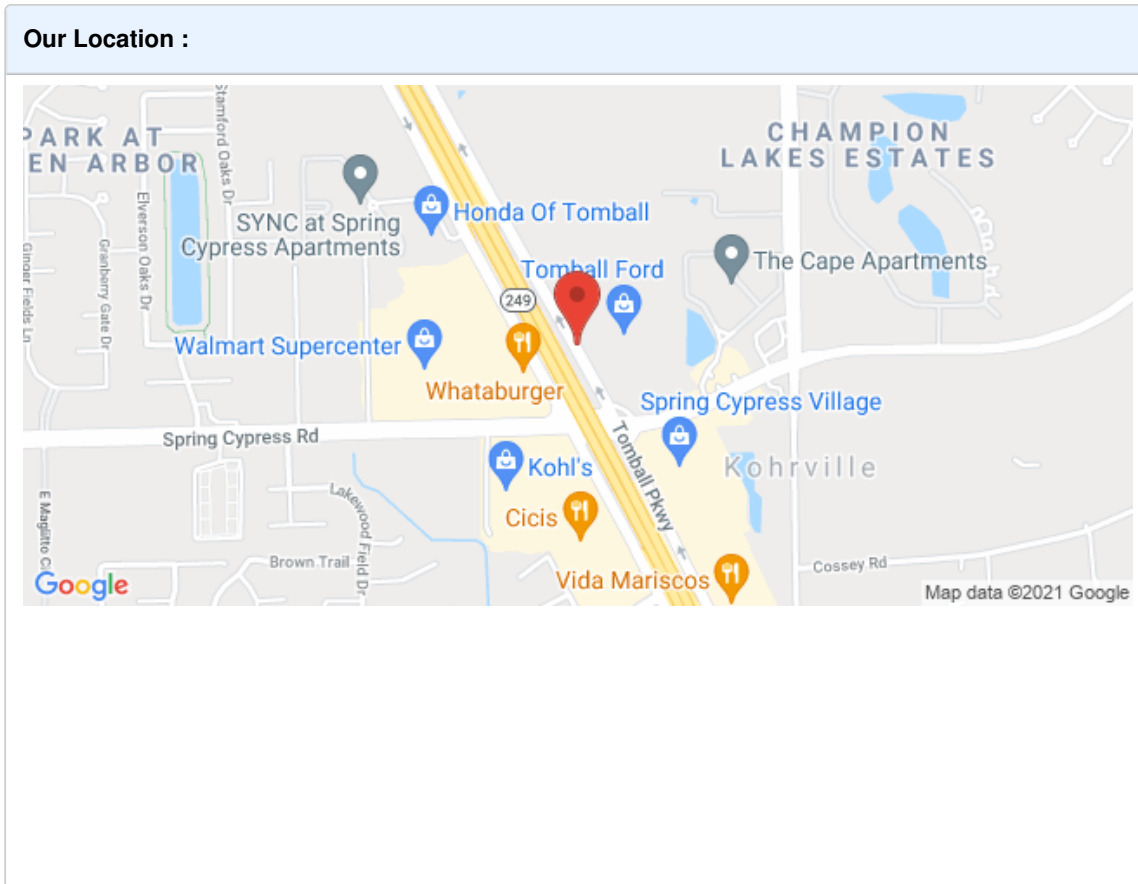 Our Location :
PARK AT
EN ARBOR
Stamford Oaks Dr
CHAMPION
LAKES ESTATES
Elverson Oaks Dr
Honda Of Tomball
SYNC at Spring
Cypress Apartments
Ginger Fields Ln
Granberry Gate Dr
Tomball Ford
The Cape Apartments
249
Walmart Supercenter
Whataburger
Spring Cypress Village
Spring Cypress Rd
Tomball Pkwy
Kohl's
Kohrville
E Maglitto Ci
Lakewood Field Dr
Cicis
Brown Trail
Cossey Rd
Vida Mariscos
Google
Map data ©2021 Google